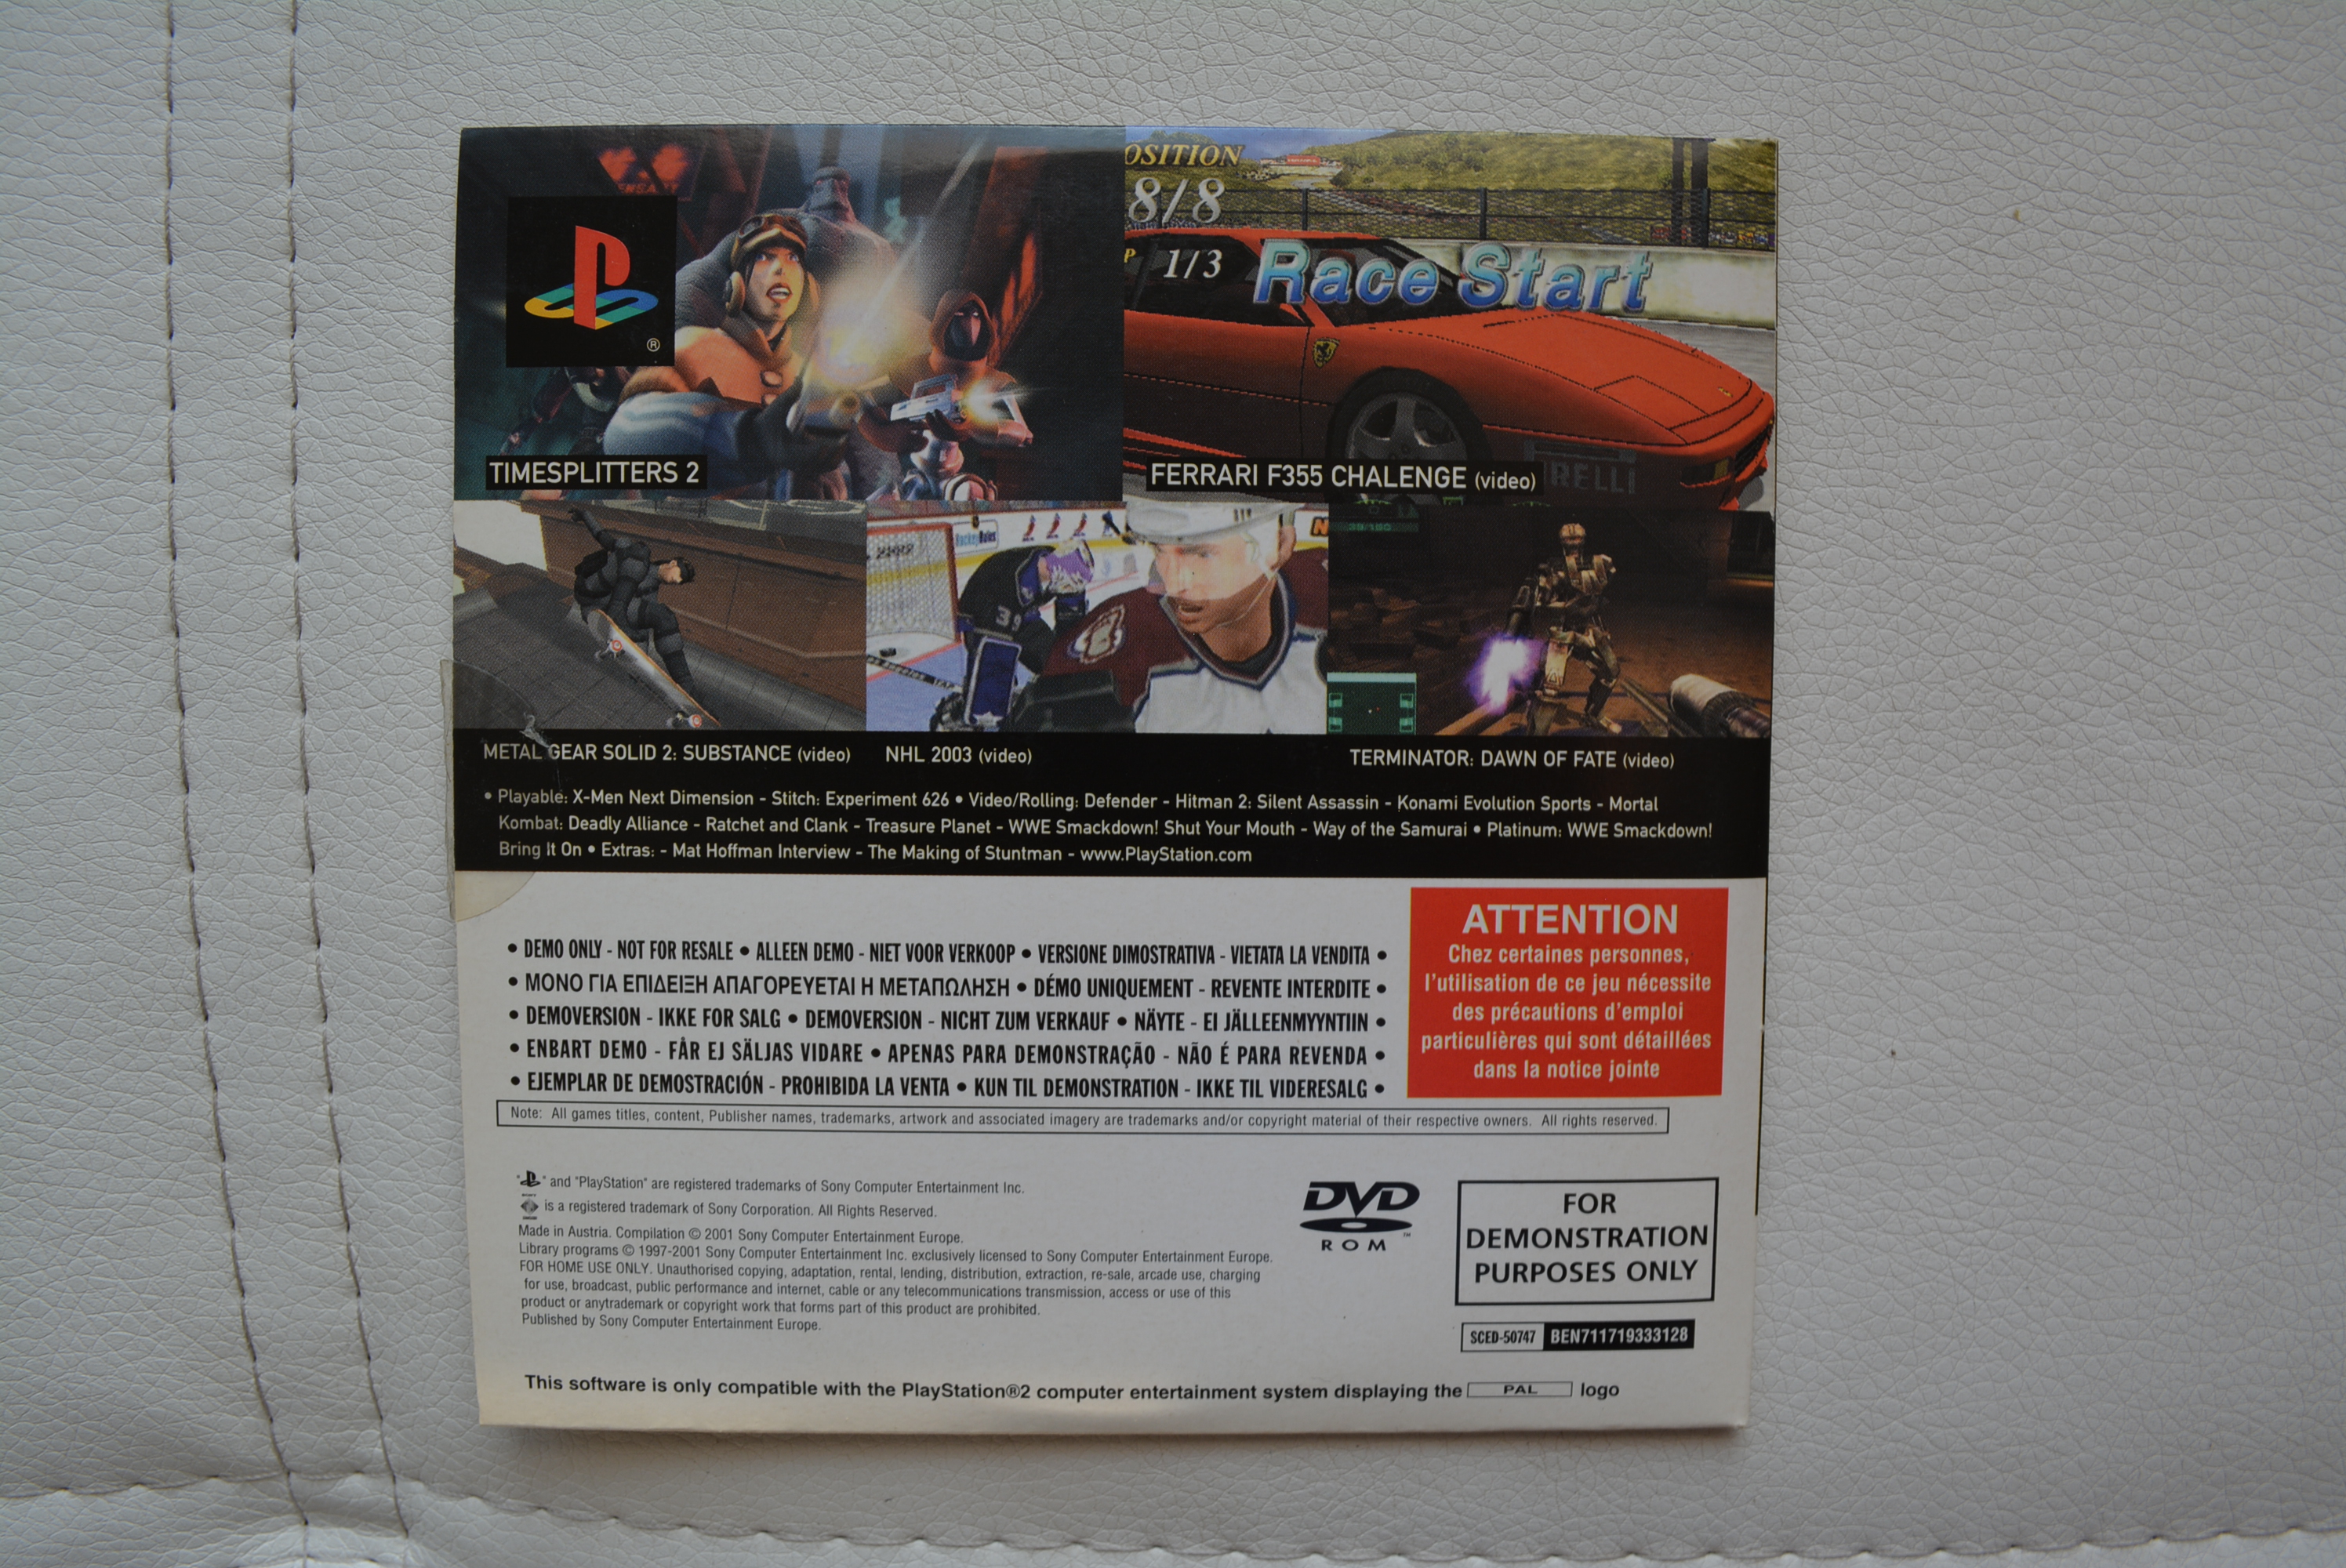 OSITION
8/8
P 1/3 Race Start
®
RELLI
TIMESPLITTERS 2
FERRARI F355 CHALENGE (video)
39
METAL GEAR SOLID 2: SUBSTANCE (video) NHL 2003 (video) TERMINATOR: DAWN OF FATE (video)
• Playable: X-Men Next Dimension - Stitch: Experiment 626 • Video/Rolling: Defender - Hitman 2: Silent Assassin - Konami Evolution Sports - Mortal
Kombat: Deadly Alliance - Ratchet and Clank - Treasure Planet - WWE Smackdown! Shut Your Mouth - Way of the Samurai • Platinum: WWE Smackdown!
Bring It On • Extras: - Mat Hoffman Interview - The Making of Stuntman - www.PlayStation.com
• DEMO ONLY - NOT FOR RESALE • ALLEEN DEMO - NIET VOOR VERKOOP • VERSIONE DIMOSTRATIVA - VIETATA LA VENDITA •
• ΜΟΝΟ ΓΙΑ ΕΠΙΔΕΙΞΗ ΑΠΑΓΟΡΕΥΕΤΑΙ Η ΜΕΤΑΠΩΛΗΣΗ • DÉMO UNIQUEMENT - REVENTE INTERDITE •
• DEMOVERSION - IKKE FOR SALG • DEMOVERSION - NICHT ZUM VERKAUF • NÄYTE - EI JÄLLEENMYYNTIIN •
• ENBART DEMO - FÅR EJ SÄLJAS VIDARE • APENAS PARA DEMONSTRAÇÃO - NÃO É PARA REVENDA •
• EJEMPLAR DE DEMOSTRACIÓN - PROHIBIDA LA VENTA • KUN TIL DEMONSTRATION - IKKE TIL VIDERESALG •
ATTENTION
Chez certaines personnes,
l'utilisation de ce jeu nécessite
des précautions d'emploi
particulières qui sont détaillées
dans la notice jointe
Note: All games titles, content, Publisher names, trademarks, artwork and associated imagery are trademarks and/or copyright material of their respective owners. All rights reserved.
" " and "PlayStation" are registered trademarks of Sony Computer Entertainment Inc.
is a registered trademark of Sony Corporation. All Rights Reserved.
Made in Austria. Compilation © 2001 Sony Computer Entertainment Europe.
Library programs © 1997-2001 Sony Computer Entertainment Inc. exclusively licensed to Sony Computer Entertainment Europe.
FOR HOME USE ONLY. Unauthorised copying, adaptation, rental, lending, distribution, extraction, re-sale, arcade use, charging
for use, broadcast, public performance and internet, cable or any telecommunications transmission, access or use of this
product or anytrademark or copyright work that forms part of this product are prohibited.
Published by Sony Computer Entertainment Europe.
DVD
ROM ™
FOR
DEMONSTRATION
PURPOSES ONLY
SCED-50747 BEN711719333128
This software is only compatible with the PlayStation®2 computer entertainment system displaying the PAL logo